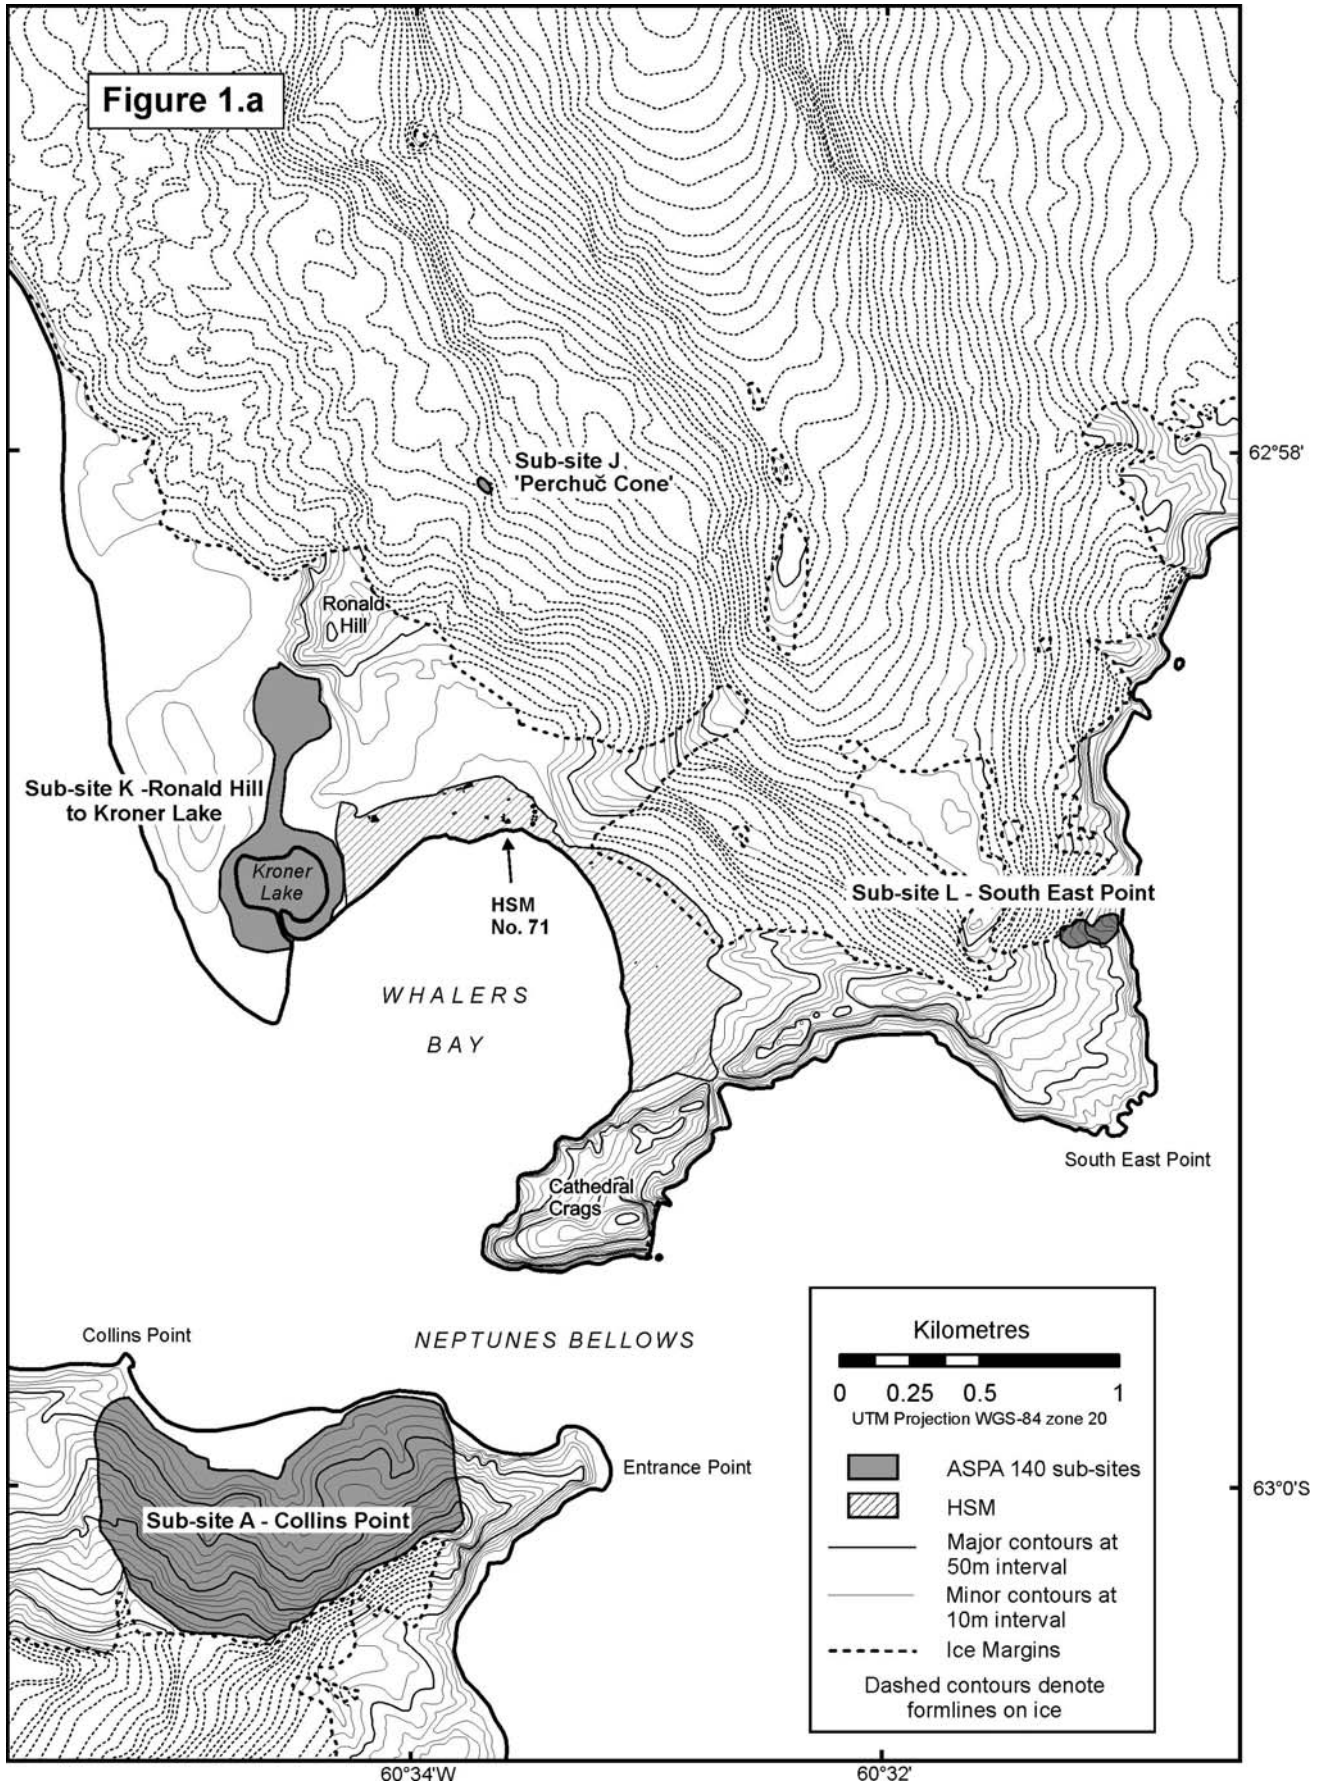 Figure 1.a
Sub-site J
'Perchuč Cone'
62°58'
Ronald
Hill
Sub-site K -Ronald Hill
to Kroner Lake
Kroner
Lake
HSM
No. 71
Sub-site L - South East Point
WHALERS
BAY
South East Point
Cathedral
Crags
Collins Point
NEPTUNES BELLOWS
Entrance Point
Sub-site A - Collins Point
63°0'S
Kilometres
0 0.25 0.5 1
UTM Projection WGS-84 zone 20
ASPA 140 sub-sites
HSM
Major contours at
50m interval
Minor contours at
10m interval
Ice Margins
Dashed contours denote
formlines on ice
60°34'W
60°32'